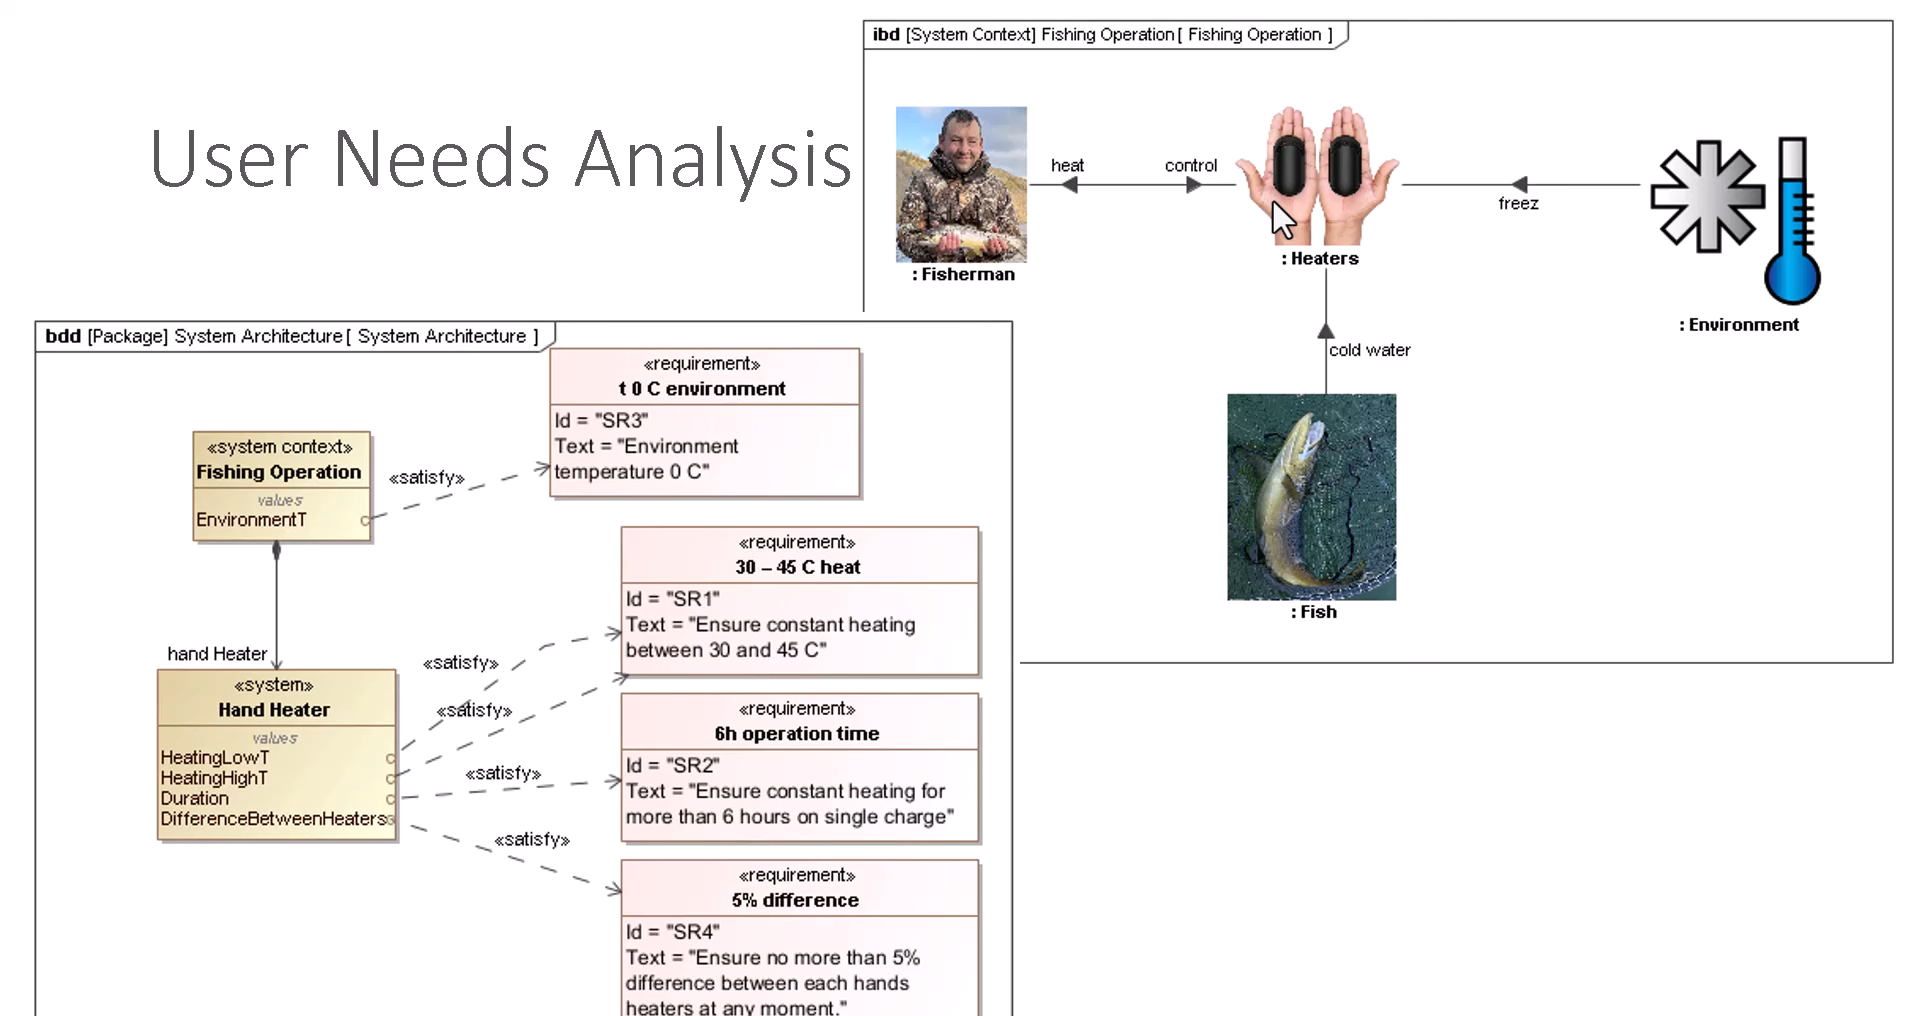 User Needs Analysis
ibd [System Context] Fishing Operation [ Fishing Operation ]
heat
control
freez
: Fisherman
: Heaters
: Environment
cold water
: Fish
bdd [Package] System Architecture [ System Architecture ]
«requirement»
t 0 C environment
Id = "SR3"
Text = "Environment
temperature 0 C"
«system context»
Fishing Operation
values
EnvironmentT
«satisfy»
«requirement»
30 – 45 C heat
Id = "SR1"
Text = "Ensure constant heating
between 30 and 45 C"
hand Heater
«satisfy»
«satisfy»
«system»
Hand Heater
values
HeatingLowT
HeatingHighT
Duration
DifferenceBetweenHeaters
«requirement»
6h operation time
Id = "SR2"
Text = "Ensure constant heating for
more than 6 hours on single charge"
«satisfy»
«satisfy»
«requirement»
5% difference
Id = "SR4"
Text = "Ensure no more than 5%
difference between each hands
heaters at any moment."